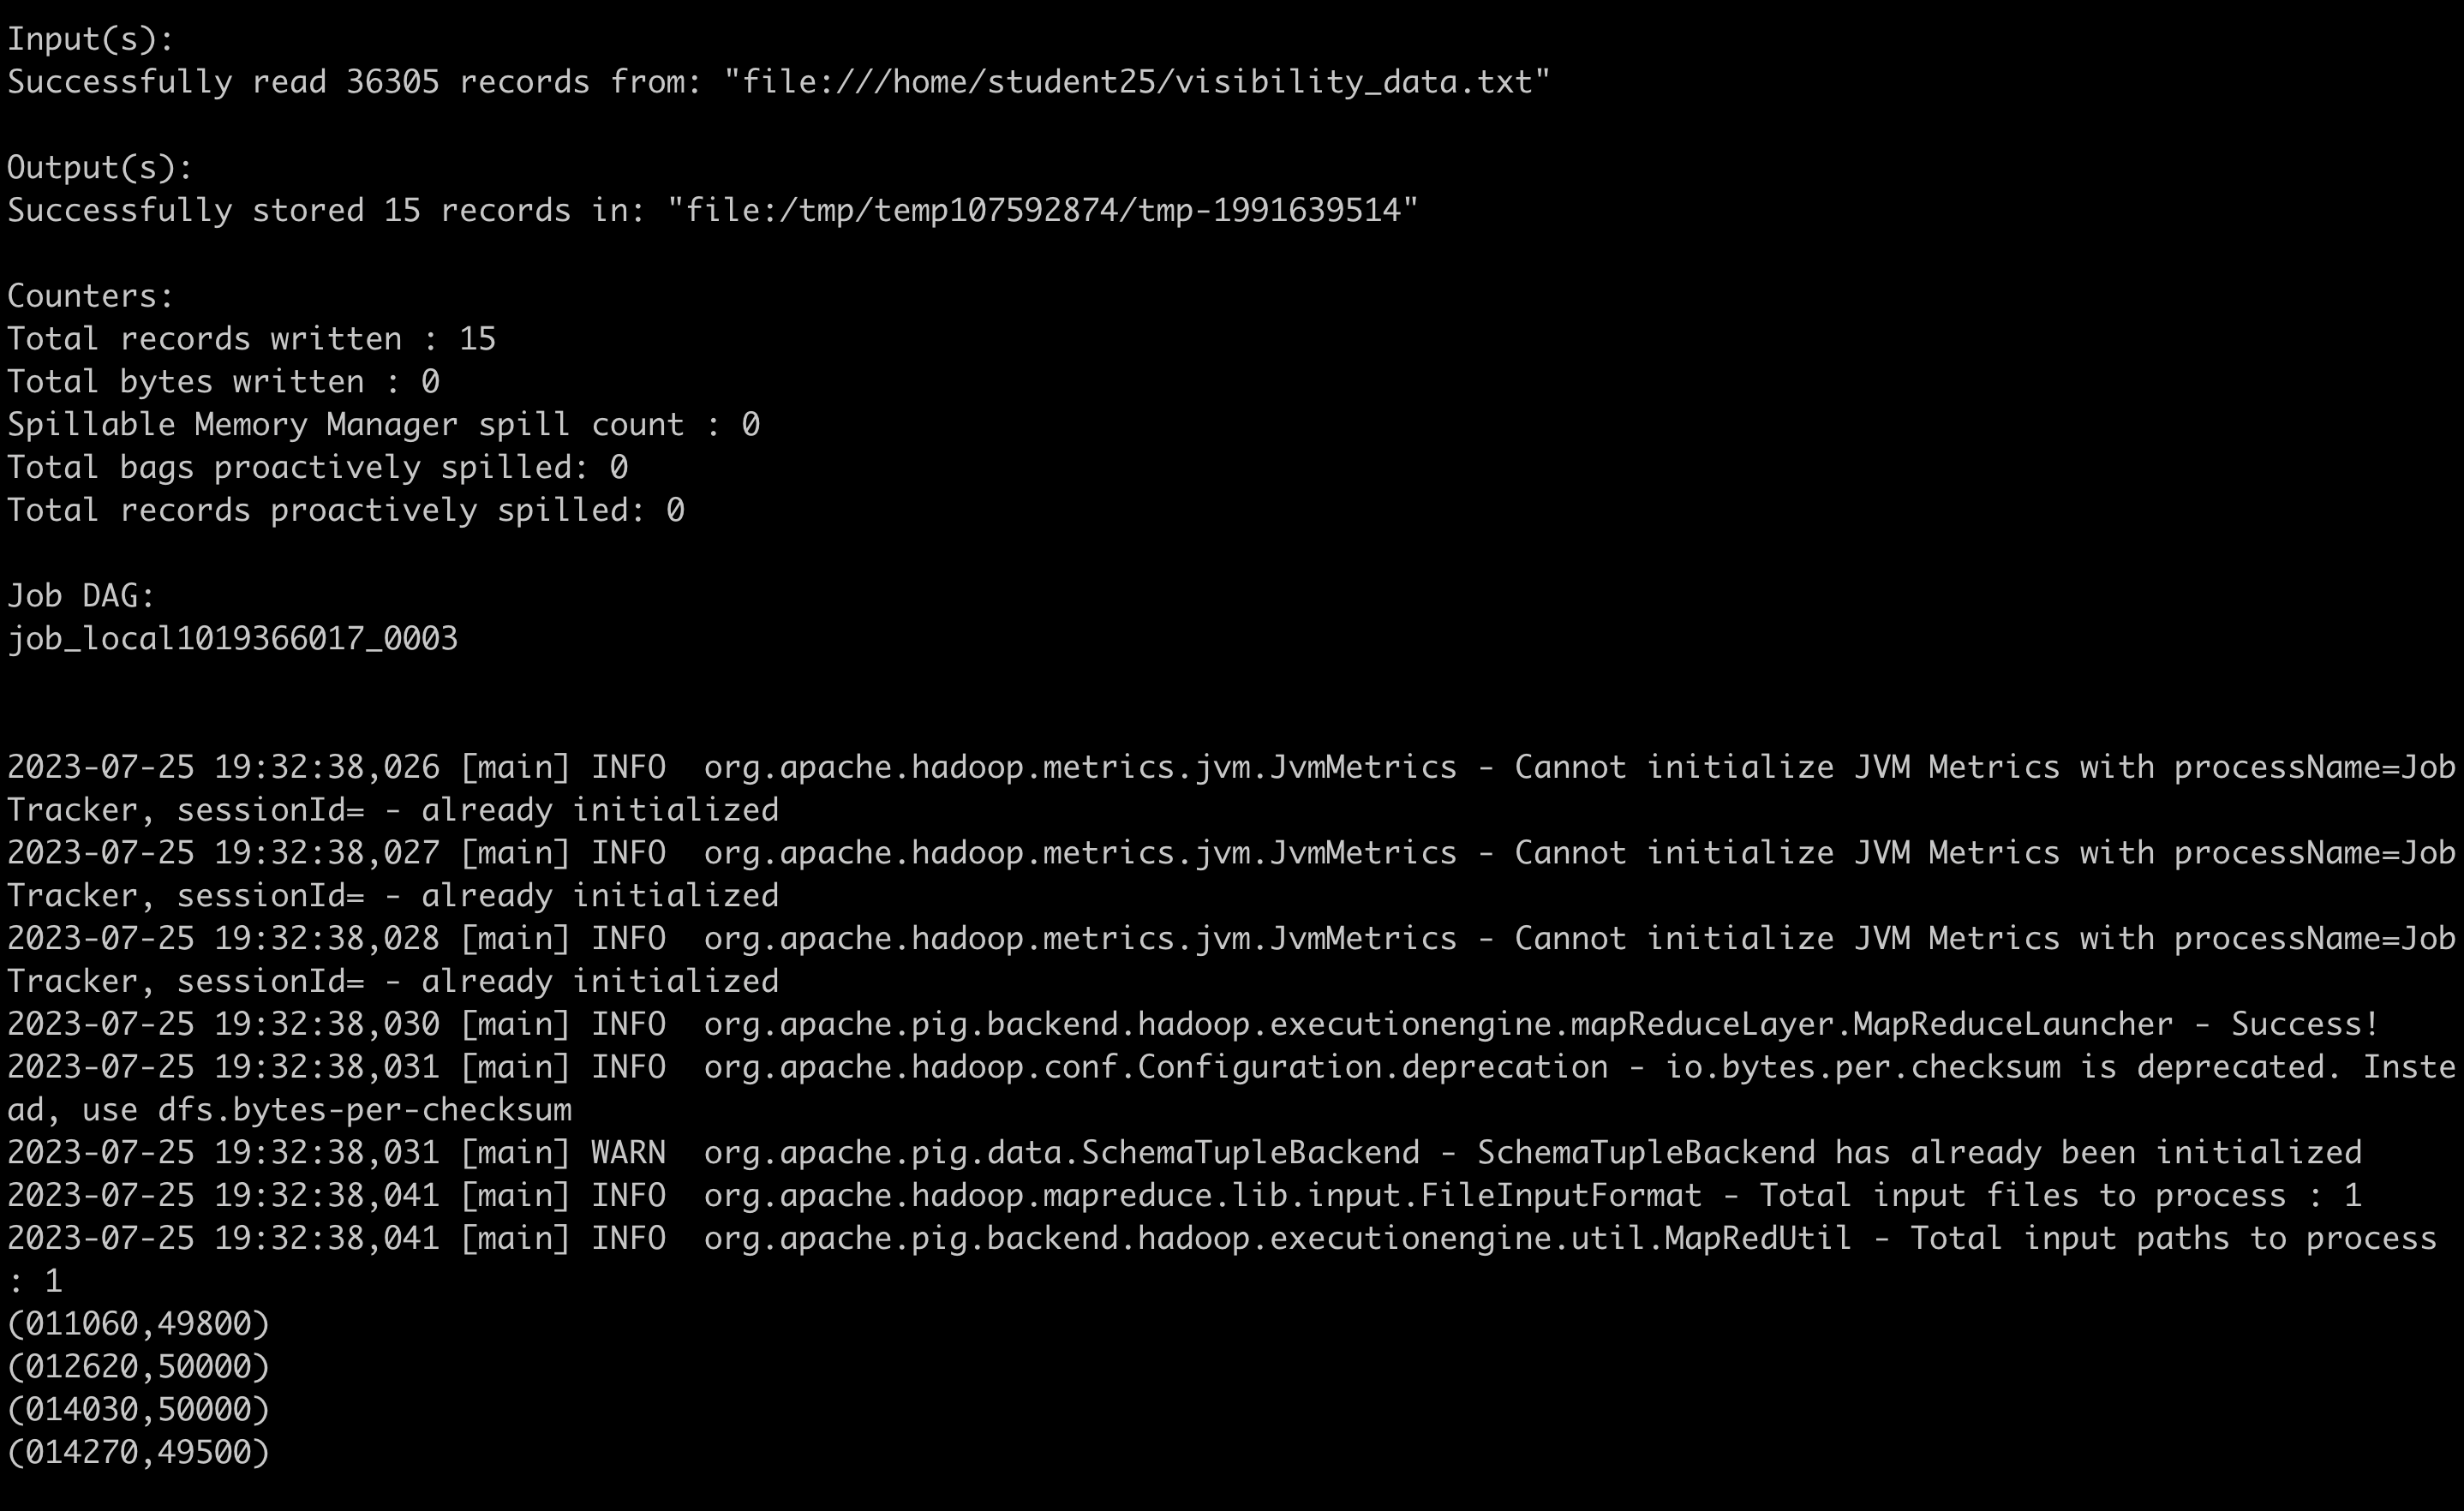 Input(s):
Successfully read 36305 records from: "file:///home/student25/visibility_data.txt"
Output(s):
Successfully stored 15 records in: "file:/tmp/temp107592874/tmp-1991639514"
Counters:
Total records written : 15
Total bytes written : 0
Spillable Memory Manager spill count : 0
Total bags proactively spilled: 0
Total records proactively spilled: 0
Job DAG:
job_local1019366017_0003
2023-07-25 19:32:38,026 [main] INFO  org.apache.hadoop.metrics.jvm.JvmMetrics - Cannot initialize JVM Metrics with processName=Job
Tracker, sessionId= - already initialized
2023-07-25 19:32:38,027 [main] INFO  org.apache.hadoop.metrics.jvm.JvmMetrics - Cannot initialize JVM Metrics with processName=Job
Tracker, sessionId= - already initialized
2023-07-25 19:32:38,028 [main] INFO  org.apache.hadoop.metrics.jvm.JvmMetrics - Cannot initialize JVM Metrics with processName=Job
Tracker, sessionId= - already initialized
2023-07-25 19:32:38,030 [main] INFO  org.apache.pig.backend.hadoop.executionengine.mapReduceLayer.MapReduceLauncher - Success!
2023-07-25 19:32:38,031 [main] INFO  org.apache.hadoop.conf.Configuration.deprecation - io.bytes.per.checksum is deprecated. Inste
ad, use dfs.bytes-per-checksum
2023-07-25 19:32:38,031 [main] WARN  org.apache.pig.data.SchemaTupleBackend - SchemaTupleBackend has already been initialized
2023-07-25 19:32:38,041 [main] INFO  org.apache.hadoop.mapreduce.lib.input.FileInputFormat - Total input files to process : 1
2023-07-25 19:32:38,041 [main] INFO  org.apache.pig.backend.hadoop.executionengine.util.MapRedUtil - Total input paths to process
: 1
(011060,49800)
(012620,50000)
(014030,50000)
(014270,49500)